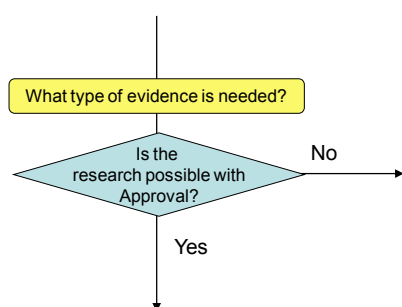 What type of evidence is needed?
Is the
research possible with
Approval?
No
Yes